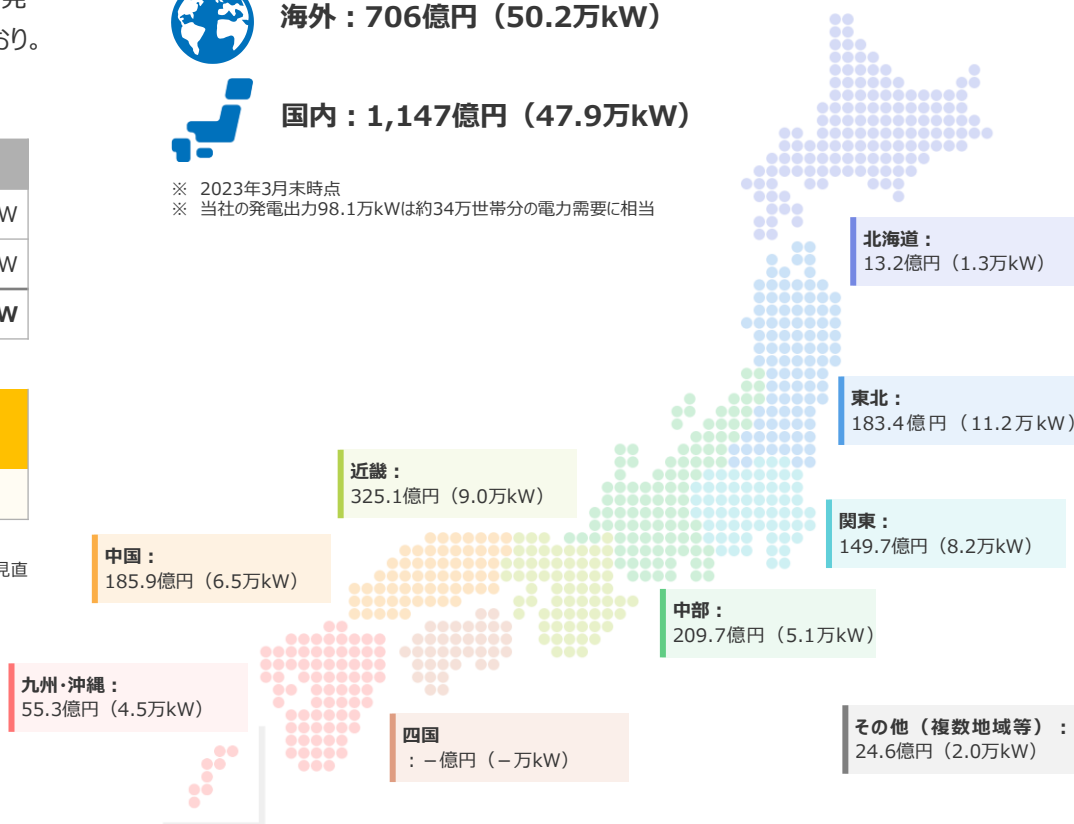 発
おり。
海外：706億円（50.2万kW）
国内：1,147億円（47.9万kW）
※ 2023年3月末時点
※ 当社の発電出力98.1万kWは約34万世帯分の電力需要に相当
W
W
W
見直
北海道：
13.2億円（1.3万kW）
東北：
183.4億円（11.2万kW）
近畿：
325.1億円（9.0万kW）
関東：
149.7億円（8.2万kW）
中国：
185.9億円（6.5万kW）
中部：
209.7億円（5.1万kW）
九州･沖縄：
55.3億円（4.5万kW）
四国
：－億円（－万kW）
その他（複数地域等）：
24.6億円（2.0万kW）